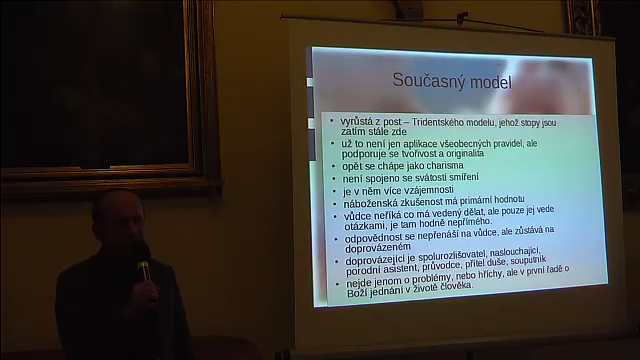 Současný model
• vyrůstá z post – Tridentského modelu, jehož stopy jsou
zatím stále zde
• už to není jen aplikace všeobecných pravidel, ale
podporuje se tvořivost a originalita
• opět se chápe jako charisma
• není spojeno se svátostí smíření
• je v něm více vzájemnosti
• náboženská zkušenost má primární hodnotu
• vůdce neříká co má vedený dělat, ale pouze jej vede
otázkami, je tam hodně nepřímého.
• odpovědnost se nepřenáší na vůdce, ale zůstává na
doprovázeném
• doprovázející je spolurozlišovatel, naslouchající,
porodní asistent, průvodce, přítel duše, souputník
• nejde jenom o problémy, nebo hříchy, ale v první řadě o
Boží jednání v životě člověka.